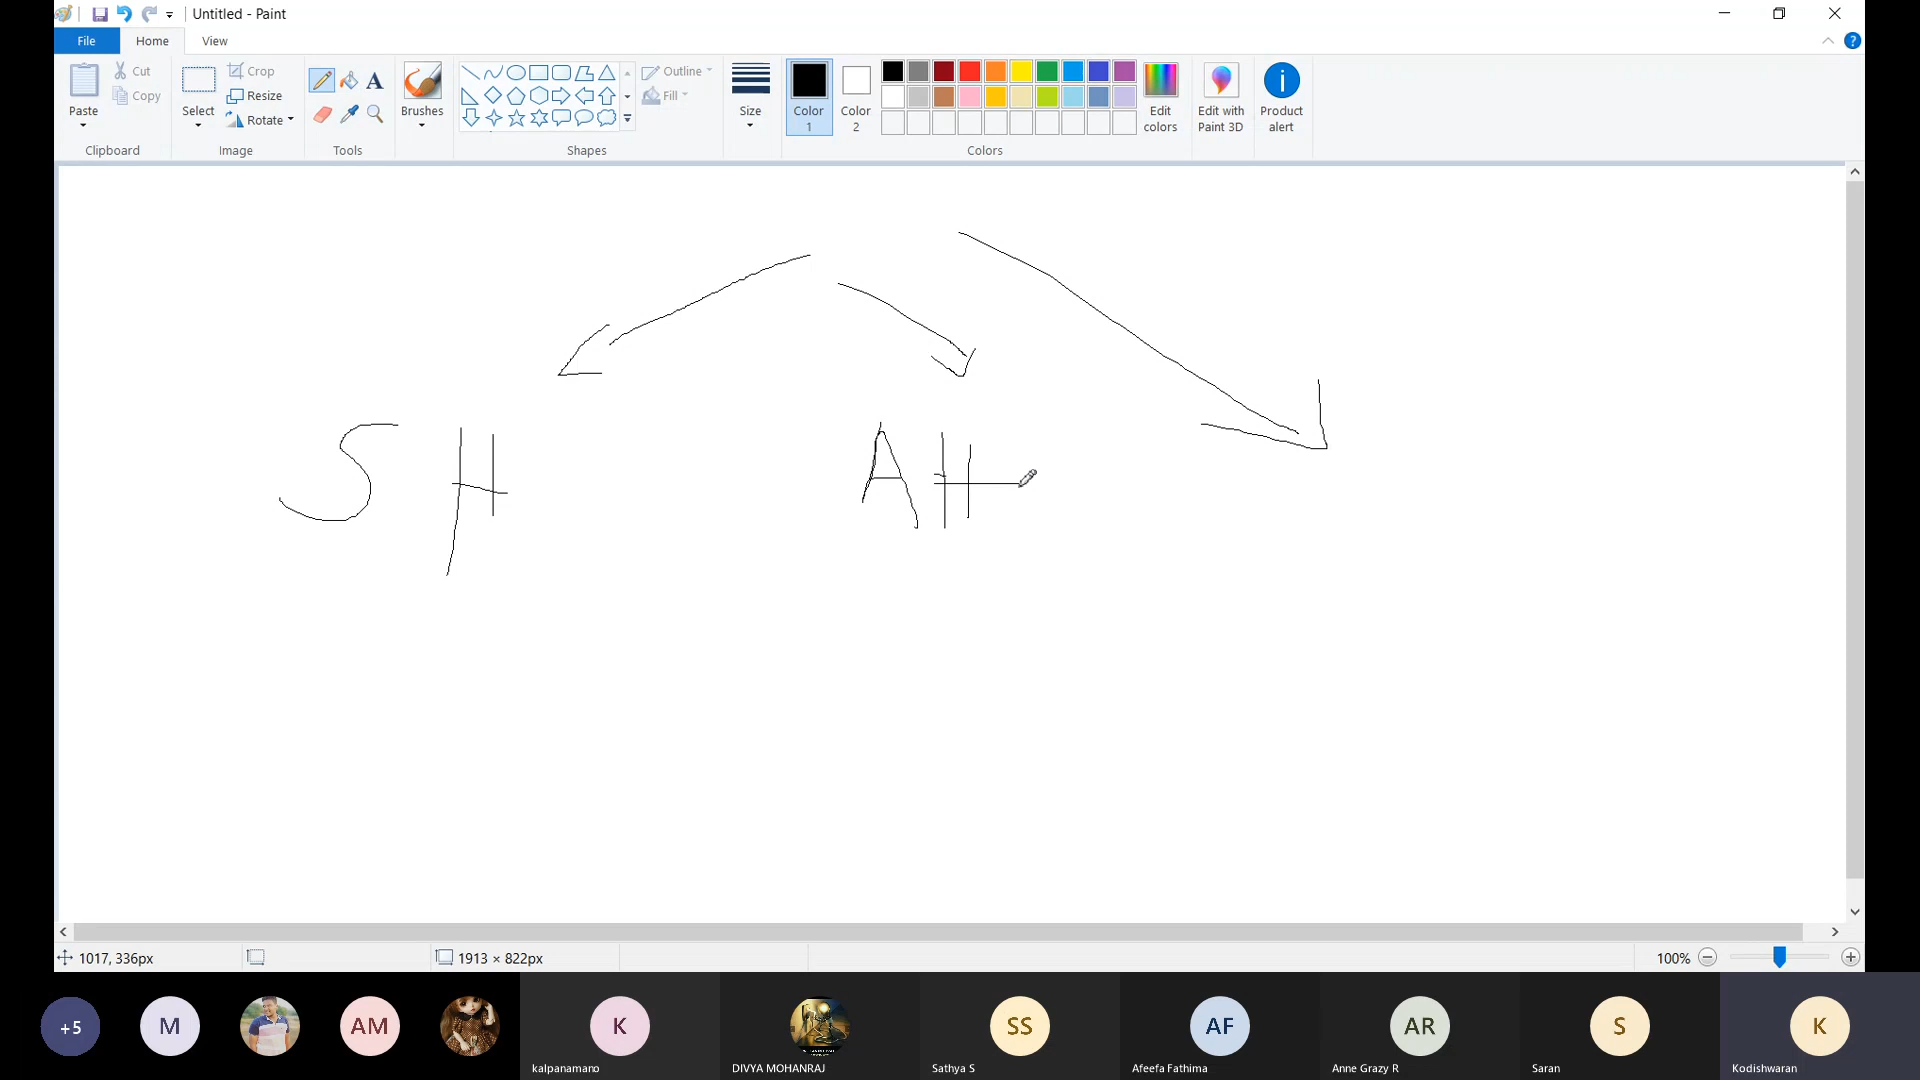 Untitled - Paint
File Home View
Paste
Cut
Copy
Clipboard
Select
Crop
Resize
Rotate
Image
Tools
Brushes
Shapes
Outline
Fill
Size
Color 1
Color 2
Edit colors
Colors
Edit with Paint 3D
Product alert
S H A H
1017, 336px 1913 × 822px 100%
+5 M AM K SS AF AR S K
kalpanamano DIVYA MOHANRAJ Sathya S Afeefa Fathima Anne Grazy R Saran Kodishwaran